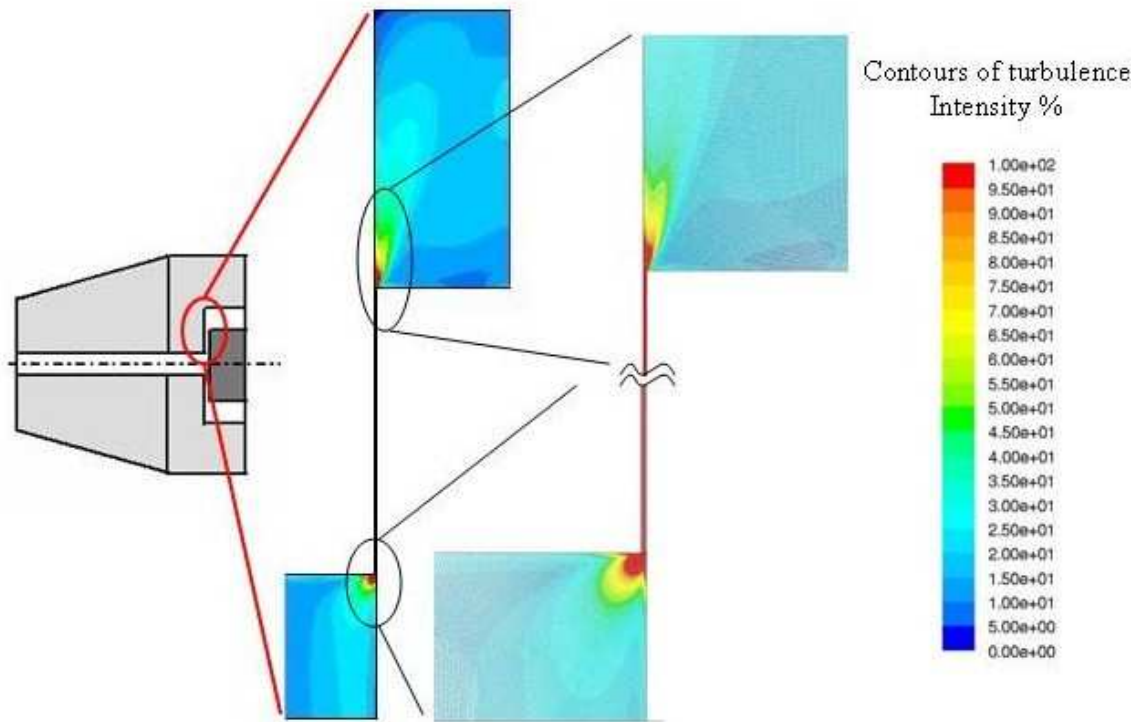 Contours of turbulence
Intensity %
1.00e+02
9.50e+01
9.00e+01
8.50e+01
8.00e+01
7.50e+01
7.00e+01
6.50e+01
6.00e+01
5.50e+01
5.00e+01
4.50e+01
4.00e+01
3.50e+01
3.00e+01
2.50e+01
2.00e+01
1.50e+01
1.00e+01
5.00e+00
0.00e+00